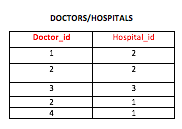 DOCTORS/HOSPITALS
Doctor_id Hospital_id
1 2
2 2
3 3
2 1
4 1